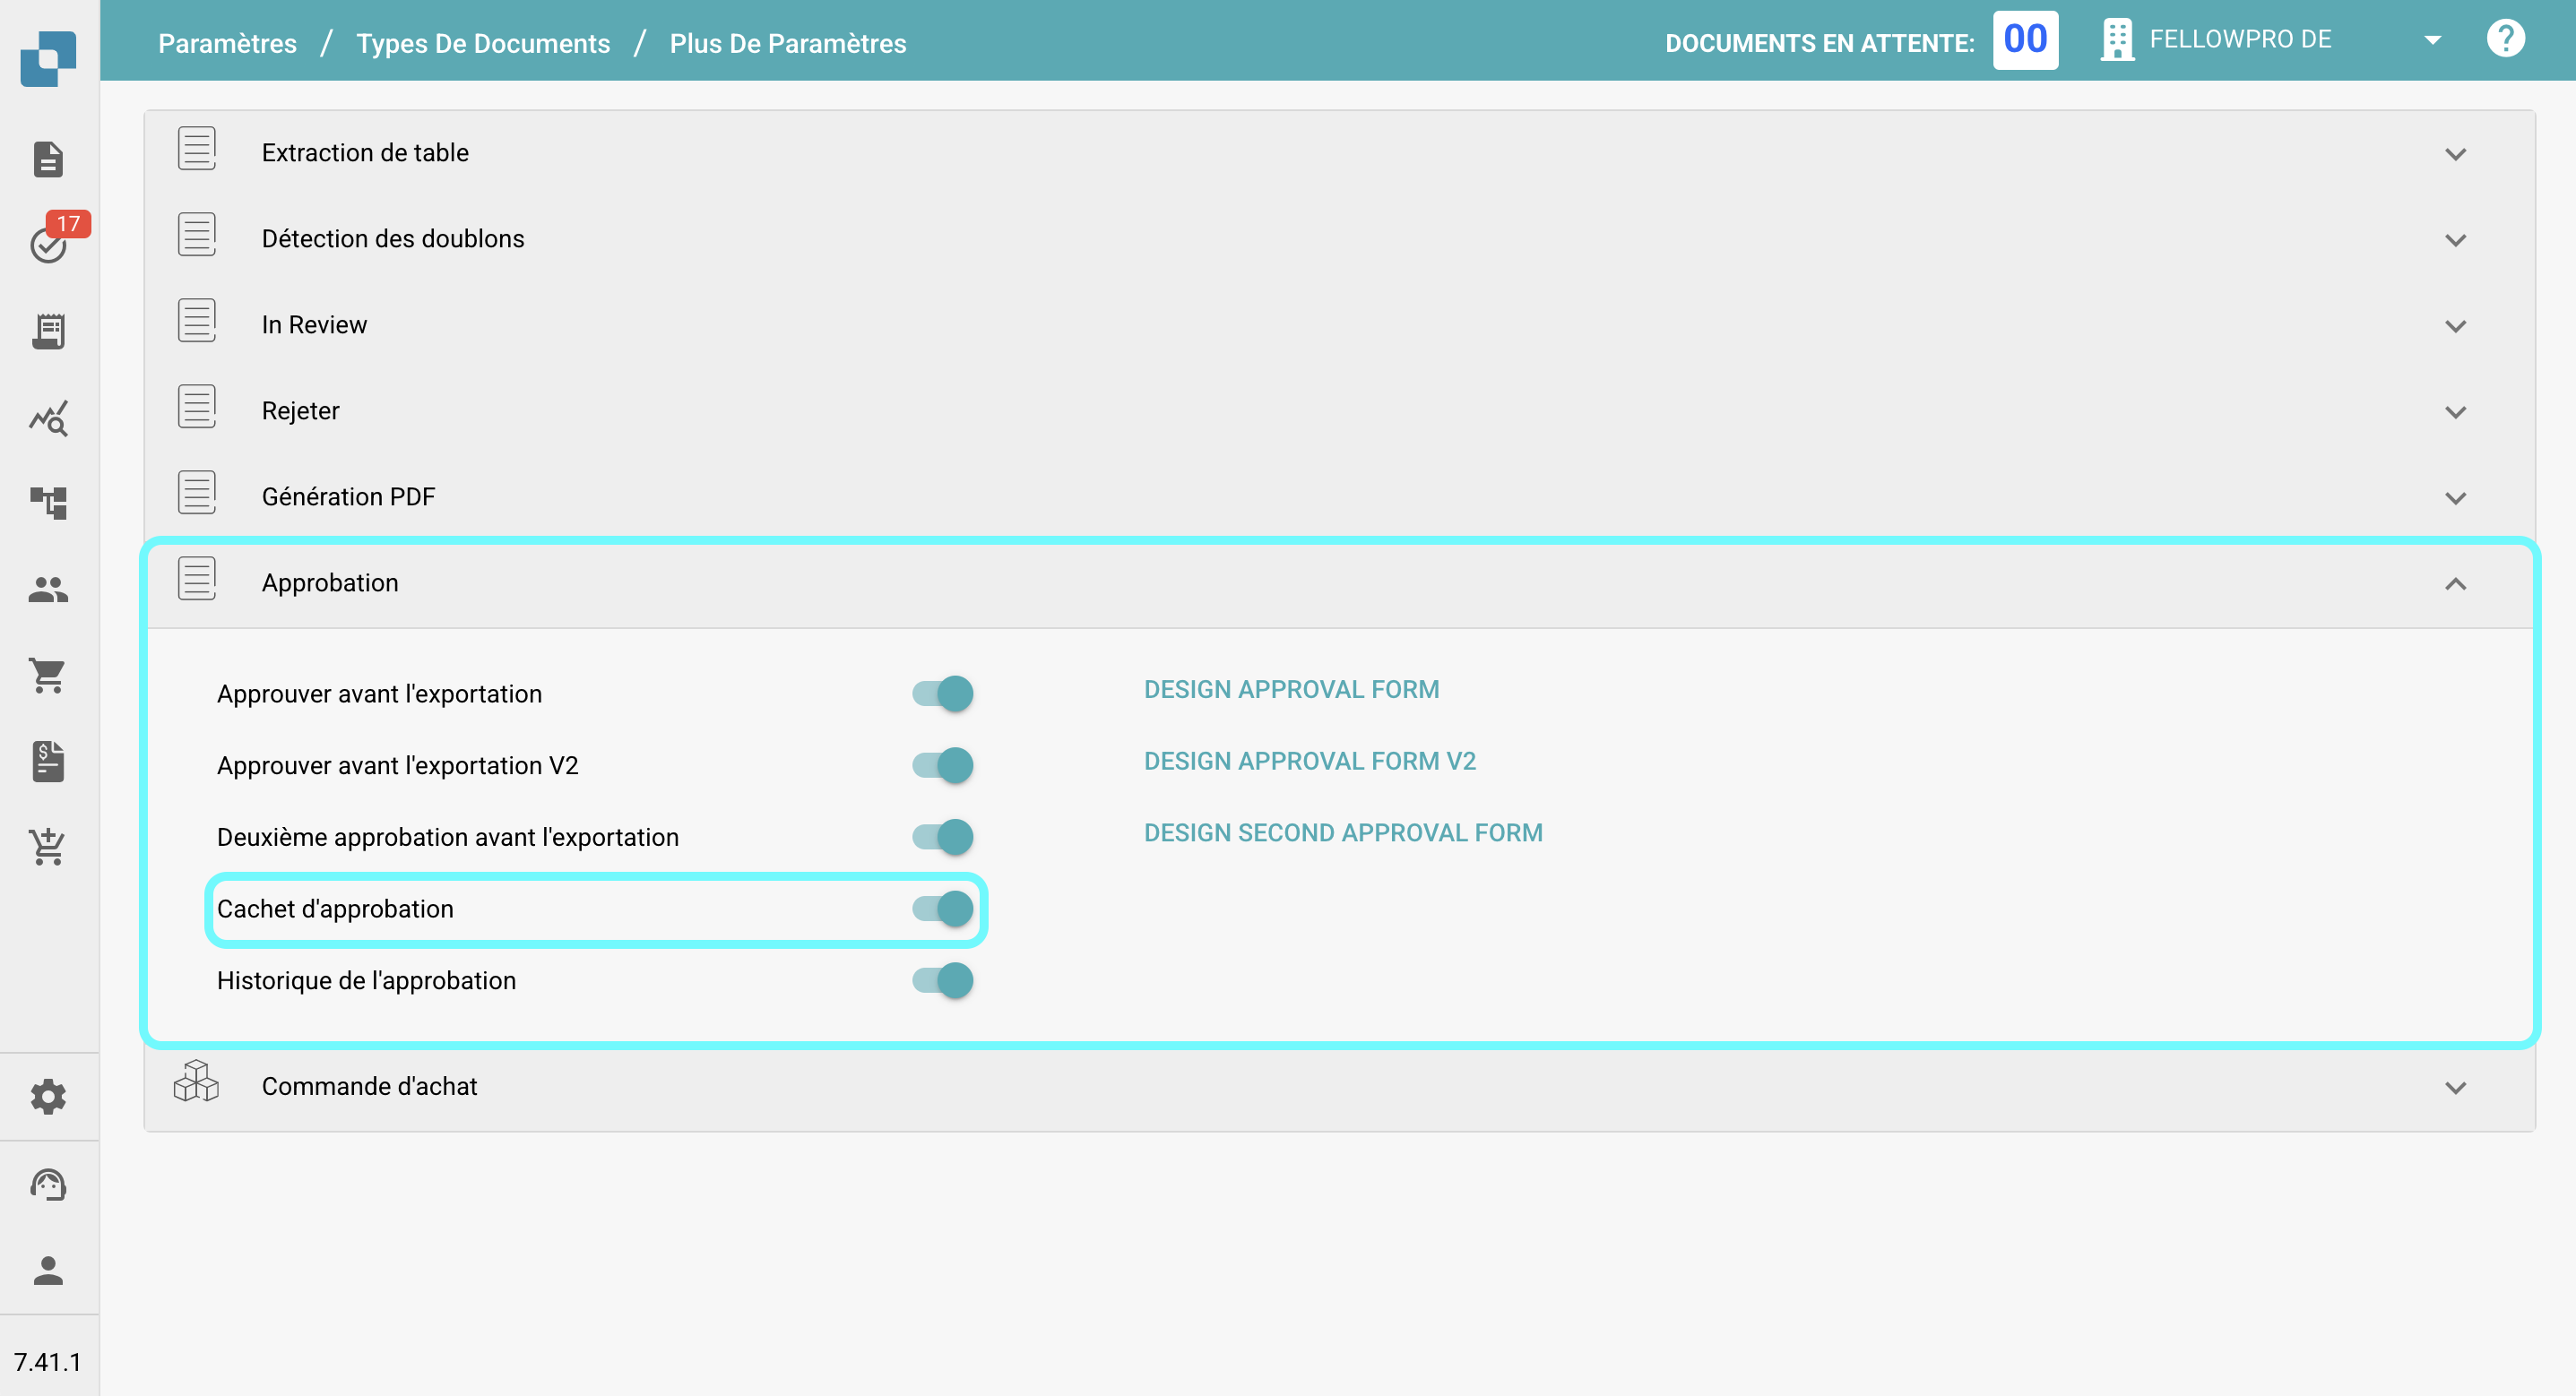 Paramètres / Types De Documents / Plus De Paramètres
DOCUMENTS EN ATTENTE: 00 FELLOWPRO DE ?
17
Extraction de table
Détection des doublons
In Review
Rejeter
Génération PDF
Approbation
Approuver avant l'exportation DESIGN APPROVAL FORM
Approuver avant l'exportation V2 DESIGN APPROVAL FORM V2
Deuxième approbation avant l'exportation DESIGN SECOND APPROVAL FORM
Cachet d'approbation
Historique de l'approbation
Commande d'achat
7.41.1